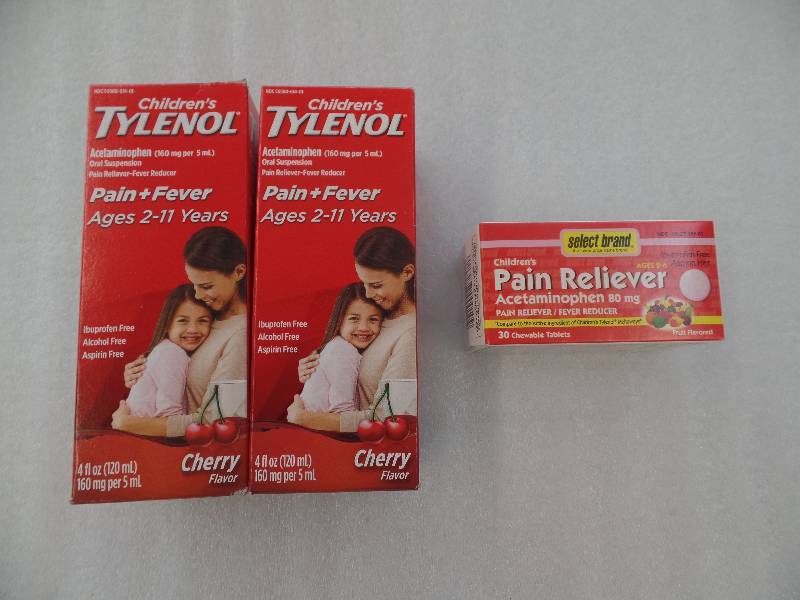 Children's
TYLENOL
Acetaminophen (160 mg per 5 mL)
Oral Suspension
Pain Reliever-Fever Reducer
Pain+Fever
Ages 2-11 Years
Ibuprofen Free
Alcohol Free
Aspirin Free
4 fl oz (120 mL)
160 mg per 5 mL
Cherry
Flavor
Children's
TYLENOL
Acetaminophen (160 mg per 5 mL)
Oral Suspension
Pain Reliever-Fever Reducer
Pain+Fever
Ages 2-11 Years
Ibuprofen Free
Alcohol Free
Aspirin Free
4 fl oz (120 mL)
160 mg per 5 mL
Cherry
Flavor
select brand
Children's
Ibuprofen Free
Aspirin Free
Pain Reliever
Acetaminophen 80 mg
PAIN RELIEVER / FEVER REDUCER
30 Chewable Tablets
Fruit Flavored